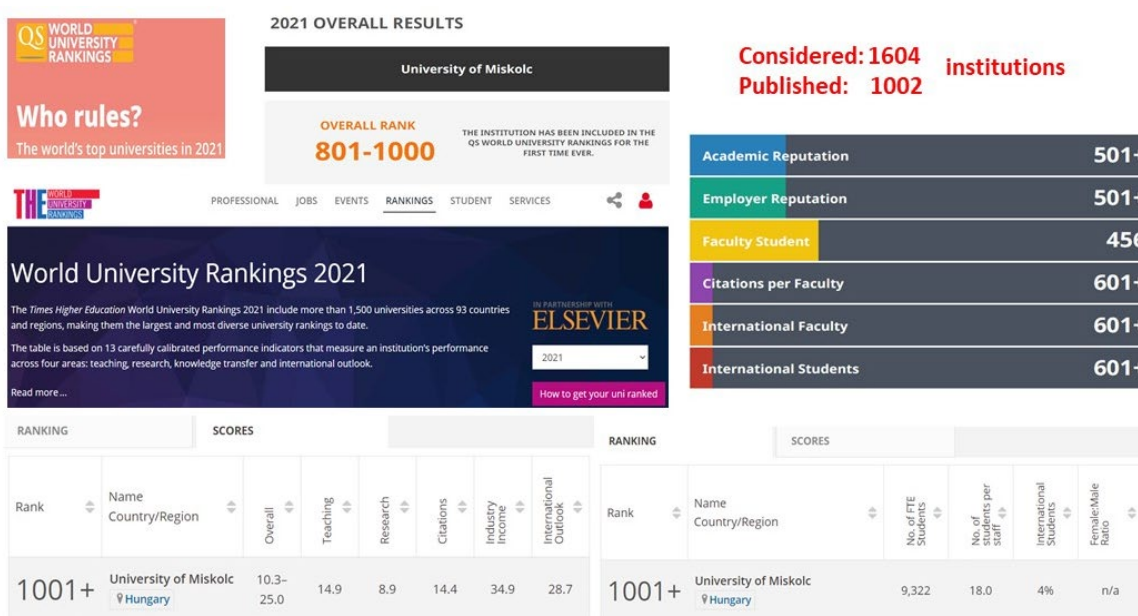 QS WORLD
UNIVERSITY
RANKINGS
Who rules?
The world's top universities in 2021
2021 OVERALL RESULTS
University of Miskolc
OVERALL RANK
801-1000
THE INSTITUTION HAS BEEN INCLUDED IN THE
QS WORLD UNIVERSITY RANKINGS FOR THE
FIRST TIME EVER.
Considered: 1604
Published: 1002
institutions
Academic Reputation 501+
Employer Reputation 501+
Faculty Student 456
Citations per Faculty 601+
International Faculty 601+
International Students 601+
THE WORLD
UNIVERSITY
RANKINGS
PROFESSIONAL JOBS EVENTS RANKINGS STUDENT SERVICES
World University Rankings 2021
The Times Higher Education World University Rankings 2021 include more than 1,500 universities across 93 countries
and regions, making them the largest and most diverse university rankings to date.
The table is based on 13 carefully calibrated performance indicators that measure an institution's performance
across four areas: teaching, research, knowledge transfer and international outlook.
Read more...
IN PARTNERSHIP WITH
ELSEVIER
2021
How to get your uni ranked
RANKING SCORES
Rank
Name
Country/Region
Overall
Teaching
Research
Citations
Industry
Income
International
Outlook
1001+
University of Miskolc
Hungary
10.3–
25.0
14.9 8.9 14.4 34.9 28.7
RANKING SCORES
Rank
Name
Country/Region
No. of FTE
Students
No. of
students per
staff
International
Students
Female:Male
Ratio
1001+
University of Miskolc
Hungary
9,322 18.0 4% n/a